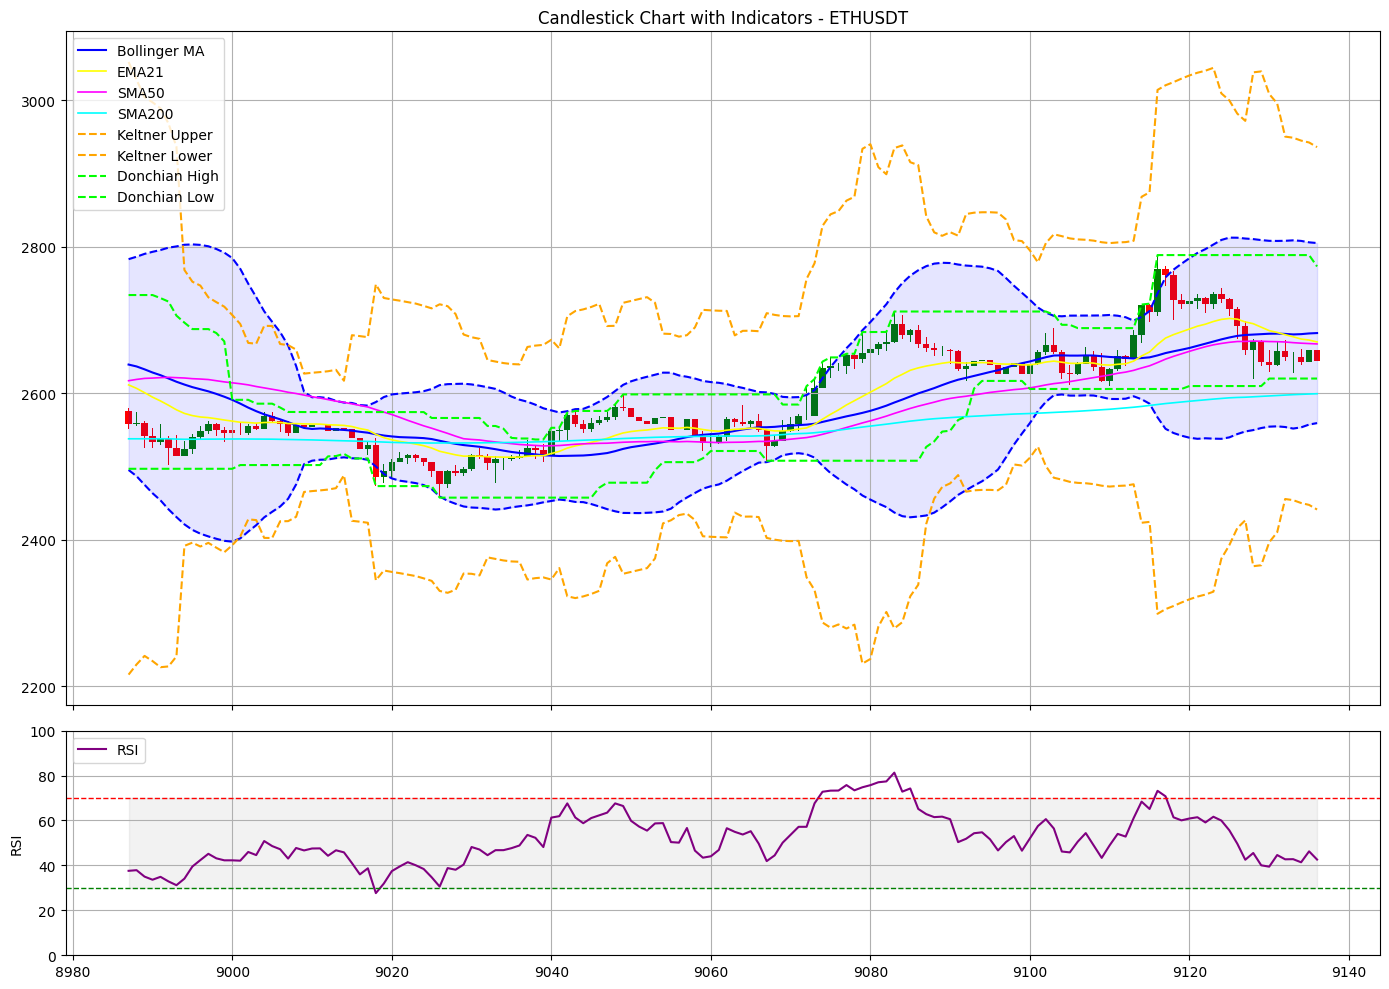 Candlestick Chart with Indicators - ETHUSDT
Bollinger MA
EMA21
SMA50
SMA200
Keltner Upper
Keltner Lower
Donchian High
Donchian Low
3000
2800
2600
2400
2200
RSI
100
80
60
40
20
0
RSI
8980
9000
9020
9040
9060
9080
9100
9120
9140